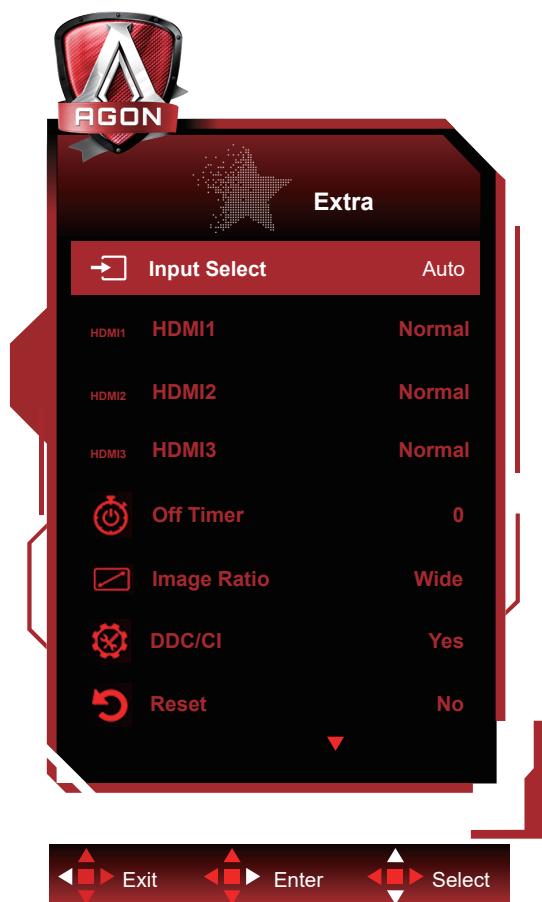 AGON
Extra
Input Select Auto
HDMI1 HDMI1 Normal
HDMI2 HDMI2 Normal
HDMI3 HDMI3 Normal
Off Timer 0
Image Ratio Wide
DDC/CI Yes
Reset No
Exit Enter Select